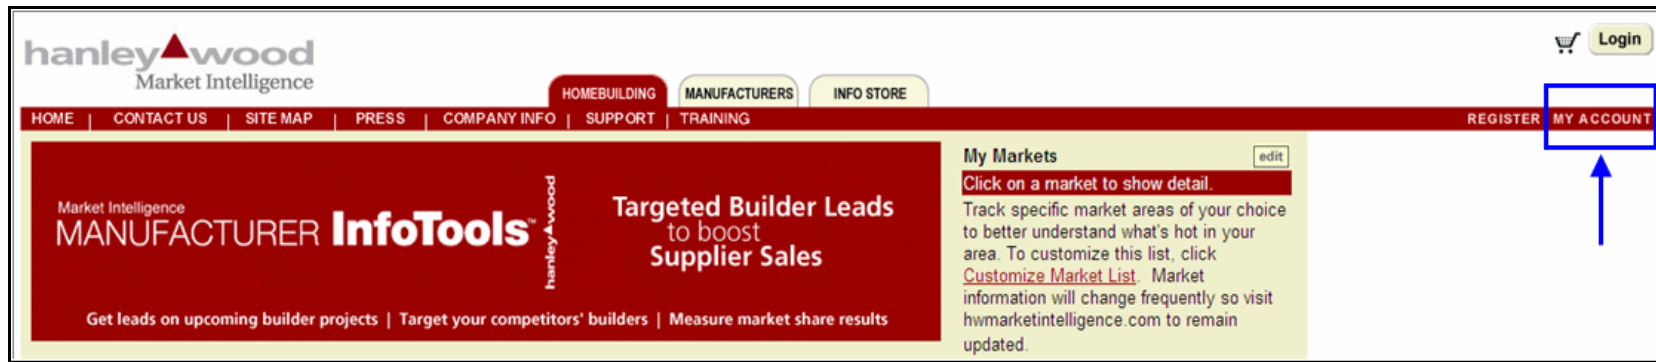 hanley wood
Market Intelligence
Login
HOMEBUILDING MANUFACTURERS INFO STORE
HOME | CONTACT US | SITE MAP | PRESS | COMPANY INFO | SUPPORT | TRAINING
REGISTER MY ACCOUNT
Market Intelligence
MANUFACTURER InfoTools™
hanley wood
Targeted Builder Leads
to boost
Supplier Sales
Get leads on upcoming builder projects | Target your competitors' builders | Measure market share results
My Markets edit
Click on a market to show detail.
Track specific market areas of your choice
to better understand what's hot in your
area. To customize this list, click
Customize Market List. Market
information will change frequently so visit
hwmarketintelligence.com to remain
updated.